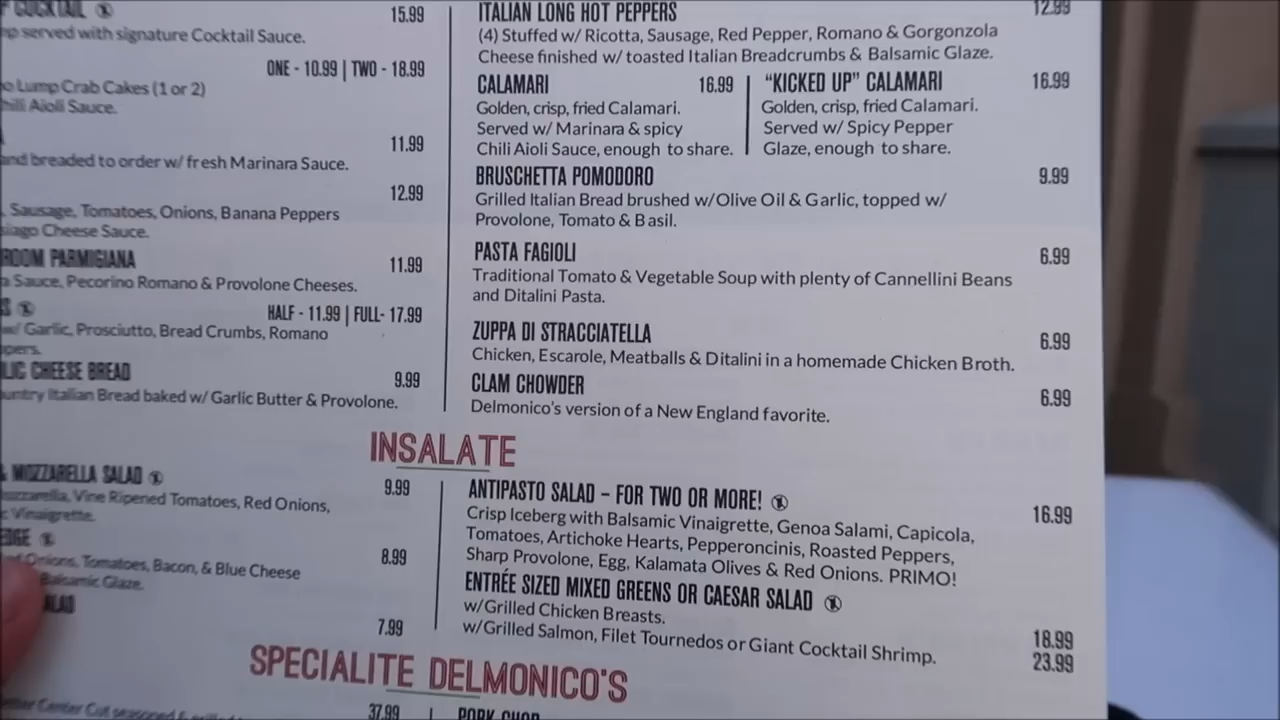 COCKTAIL
15.99
served with signature Cocktail Sauce.
ONE - 10.99 | TWO - 18.99
Lump Crab Cakes (1 or 2)
Aioli Sauce.
11.99
and breaded to order w/ fresh Marinara Sauce.
12.99
, Sausage, Tomatoes, Onions, Banana Peppers
Cheese Sauce.
PARMIGIANA
11.99
Sauce, Pecorino Romano & Provolone Cheeses.
HALF - 11.99 | FULL- 17.99
w/ Garlic, Prosciutto, Bread Crumbs, Romano
CHEESE BREAD
9.99
Italian Bread baked w/ Garlic Butter & Provolone.
ITALIAN LONG HOT PEPPERS
12.99
(4) Stuffed w/ Ricotta, Sausage, Red Pepper, Romano & Gorgonzola
Cheese finished w/ toasted Italian Breadcrumbs & Balsamic Glaze.
CALAMARI 16.99
Golden, crisp, fried Calamari.
Served w/ Marinara & spicy
Chili Aioli Sauce, enough to share.
"KICKED UP" CALAMARI 16.99
Golden, crisp, fried Calamari.
Served w/ Spicy Pepper
Glaze, enough to share.
BRUSCHETTA POMODORO 9.99
Grilled Italian Bread brushed w/Olive Oil & Garlic, topped w/
Provolone, Tomato & Basil.
PASTA FAGIOLI 6.99
Traditional Tomato & Vegetable Soup with plenty of Cannellini Beans
and Ditalini Pasta.
ZUPPA DI STRACCIATELLA 6.99
Chicken, Escarole, Meatballs & Ditalini in a homemade Chicken Broth.
CLAM CHOWDER 6.99
Delmonico's version of a New England favorite.
INSALATE
MOZZARELLA SALAD
9.99
Vine Ripened Tomatoes, Red Onions,
Vinaigrette.
8.99
Onions, Tomatoes, Bacon, & Blue Cheese
Balsamic Glaze.
7.99
ANTIPASTO SALAD – FOR TWO OR MORE!
16.99
Crisp Iceberg with Balsamic Vinaigrette, Genoa Salami, Capicola,
Tomatoes, Artichoke Hearts, Pepperoncinis, Roasted Peppers,
Sharp Provolone, Egg, Kalamata Olives & Red Onions. PRIMO!
ENTRÉE SIZED MIXED GREENS OR CAESAR SALAD
w/Grilled Chicken Breasts. 18.99
w/Grilled Salmon, Filet Tournedos or Giant Cocktail Shrimp. 23.99
SPECIALITE DELMONICO'S
37.99
Center Cut seasoned
PORK CHOP